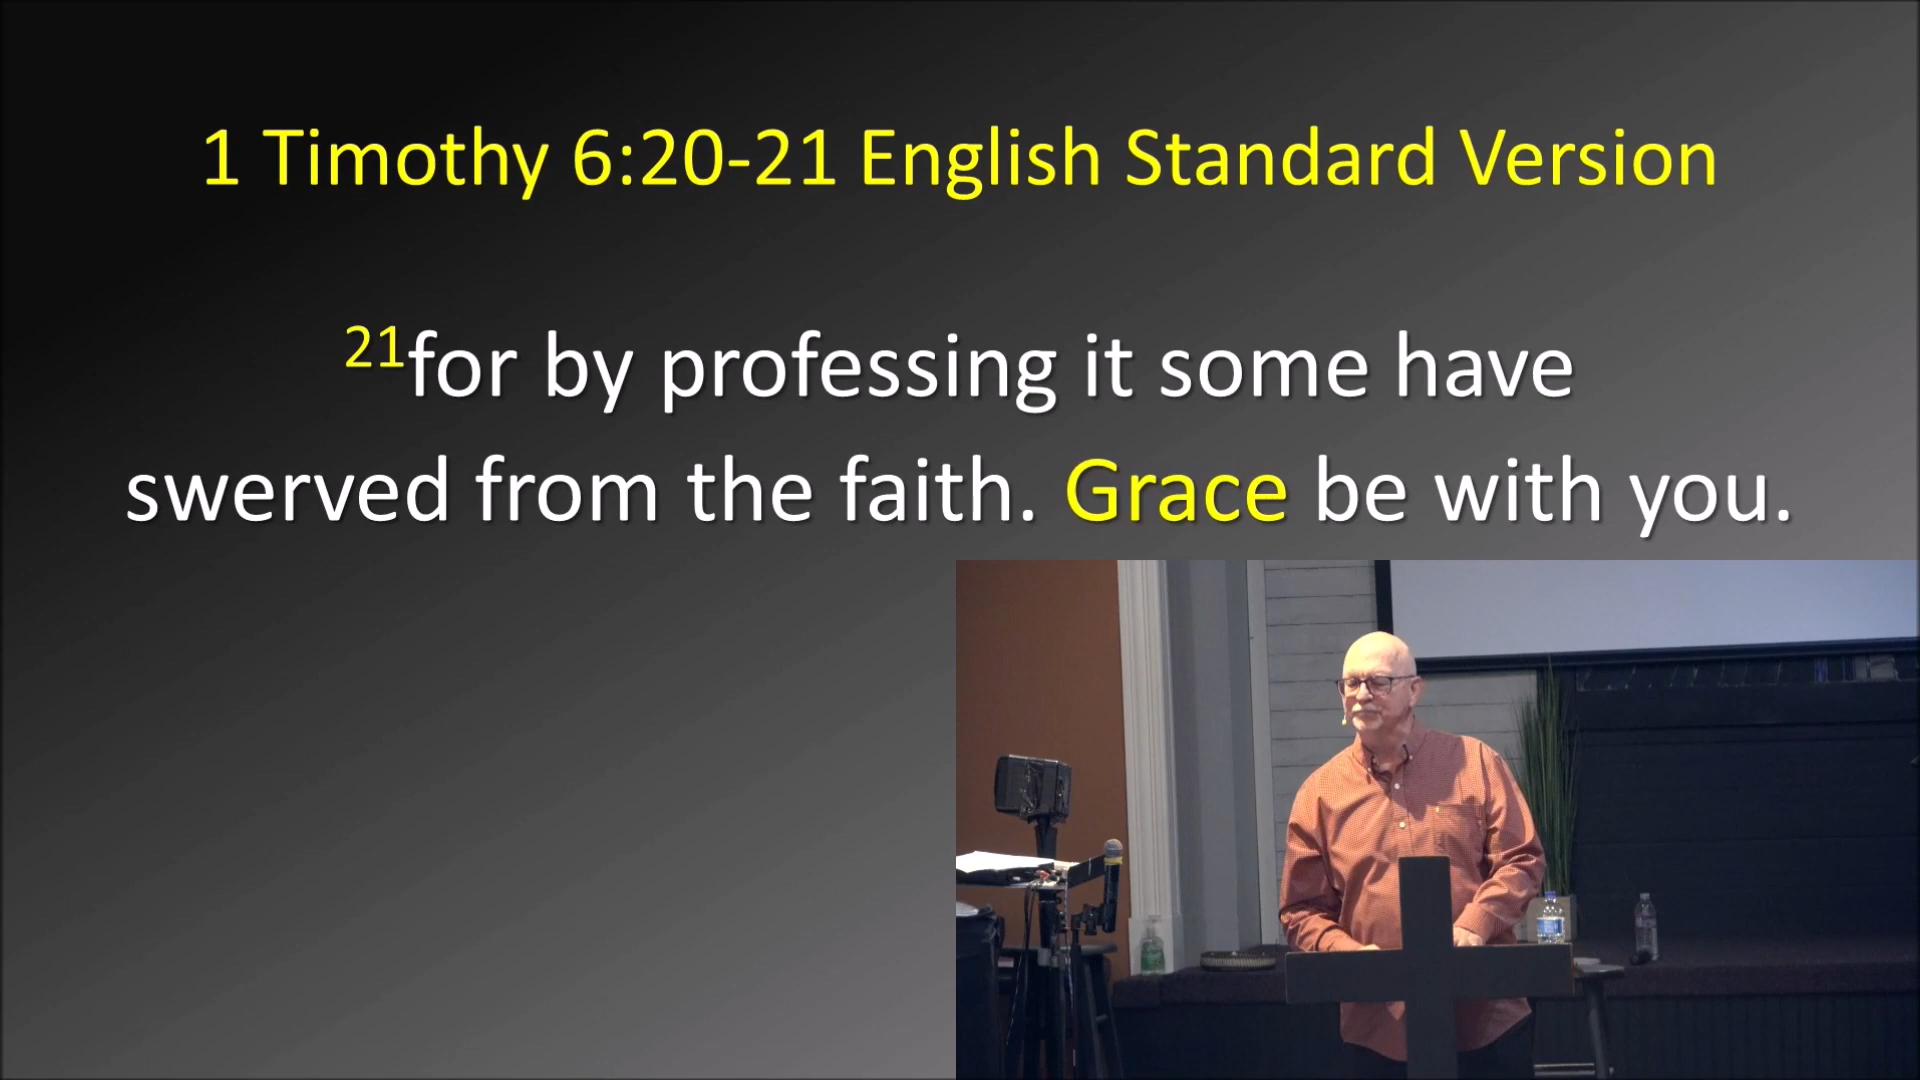 1 Timothy 6:20-21 English Standard Version
21for by professing it some have
swerved from the faith. Grace be with you.